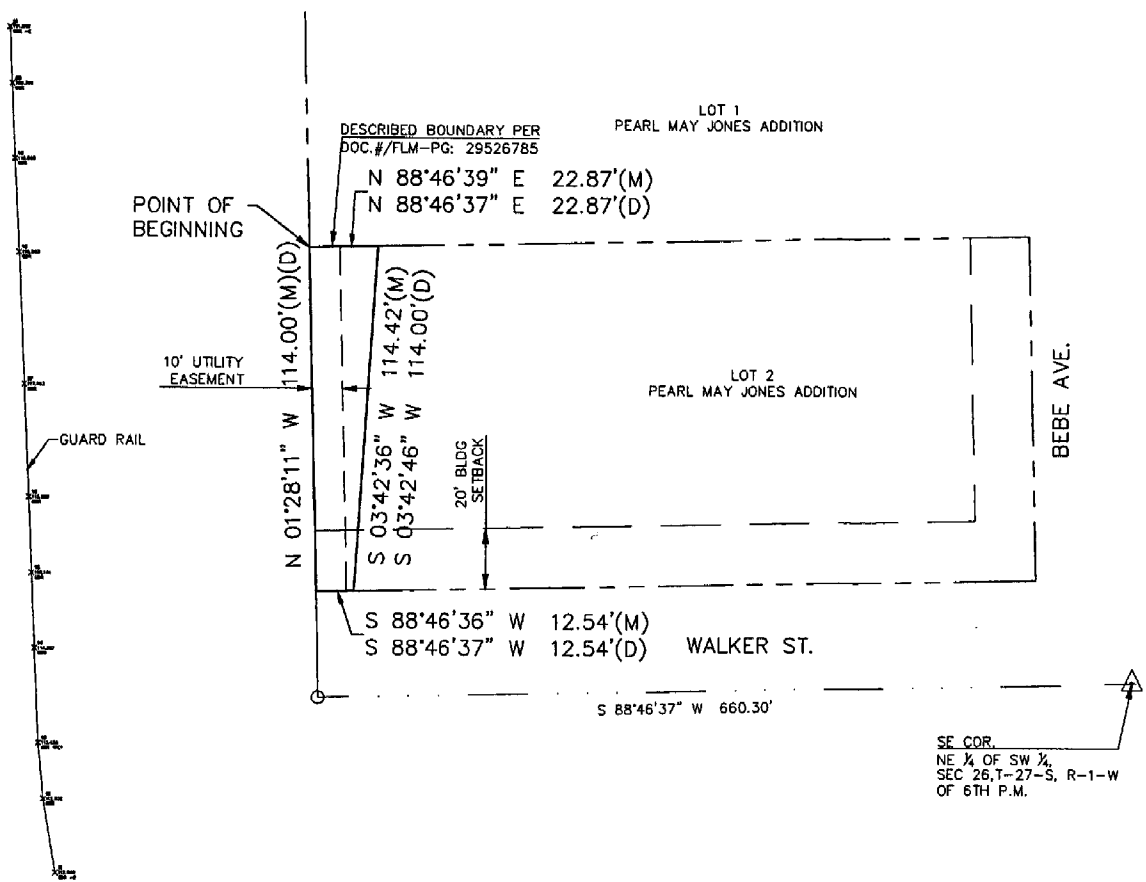 LOT 1
PEARL MAY JONES ADDITION
DESCRIBED BOUNDARY PER
DOC.#/FLM-PG: 29526785
N 88°46'39" E 22.87'(M)
N 88°46'37" E 22.87'(D)
POINT OF
BEGINNING
N 01°28'11" W 114.00'(M)(D)
S 03°42'36" W 114.42'(M)
S 03°42'46" W 114.00'(D)
10' UTILITY
EASEMENT
LOT 2
PEARL MAY JONES ADDITION
BEBE AVE.
GUARD RAIL
20' BLDG
SETBACK
S 88°46'36" W 12.54'(M)
S 88°46'37" W 12.54'(D)
WALKER ST.
S 88°46'37" W 660.30'
SE COR.
NE ¼ OF SW ¼,
SEC 26,T-27-S, R-1-W
OF 6TH P.M.